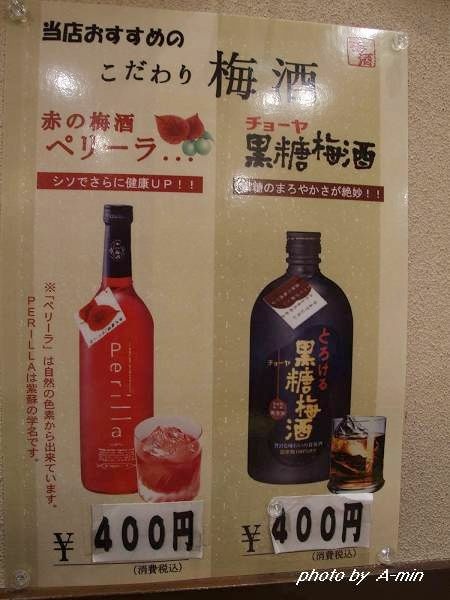 当店おすすめの
こだわり 梅酒
梅酒
赤の梅酒
ペリーラ...
シソでさらに健康UP!!
※「ペリーラ」は自然の色素から出来ています。
PERILLAは紫蘇の学名です。
Perilla
¥ 400円
(消費税込)
チョーヤ
黒糖梅酒
黒糖のまろやかさが絶妙!!
とろける
チョーヤ
黒糖梅酒
¥ 400円
(消費税込)
photo by A-min